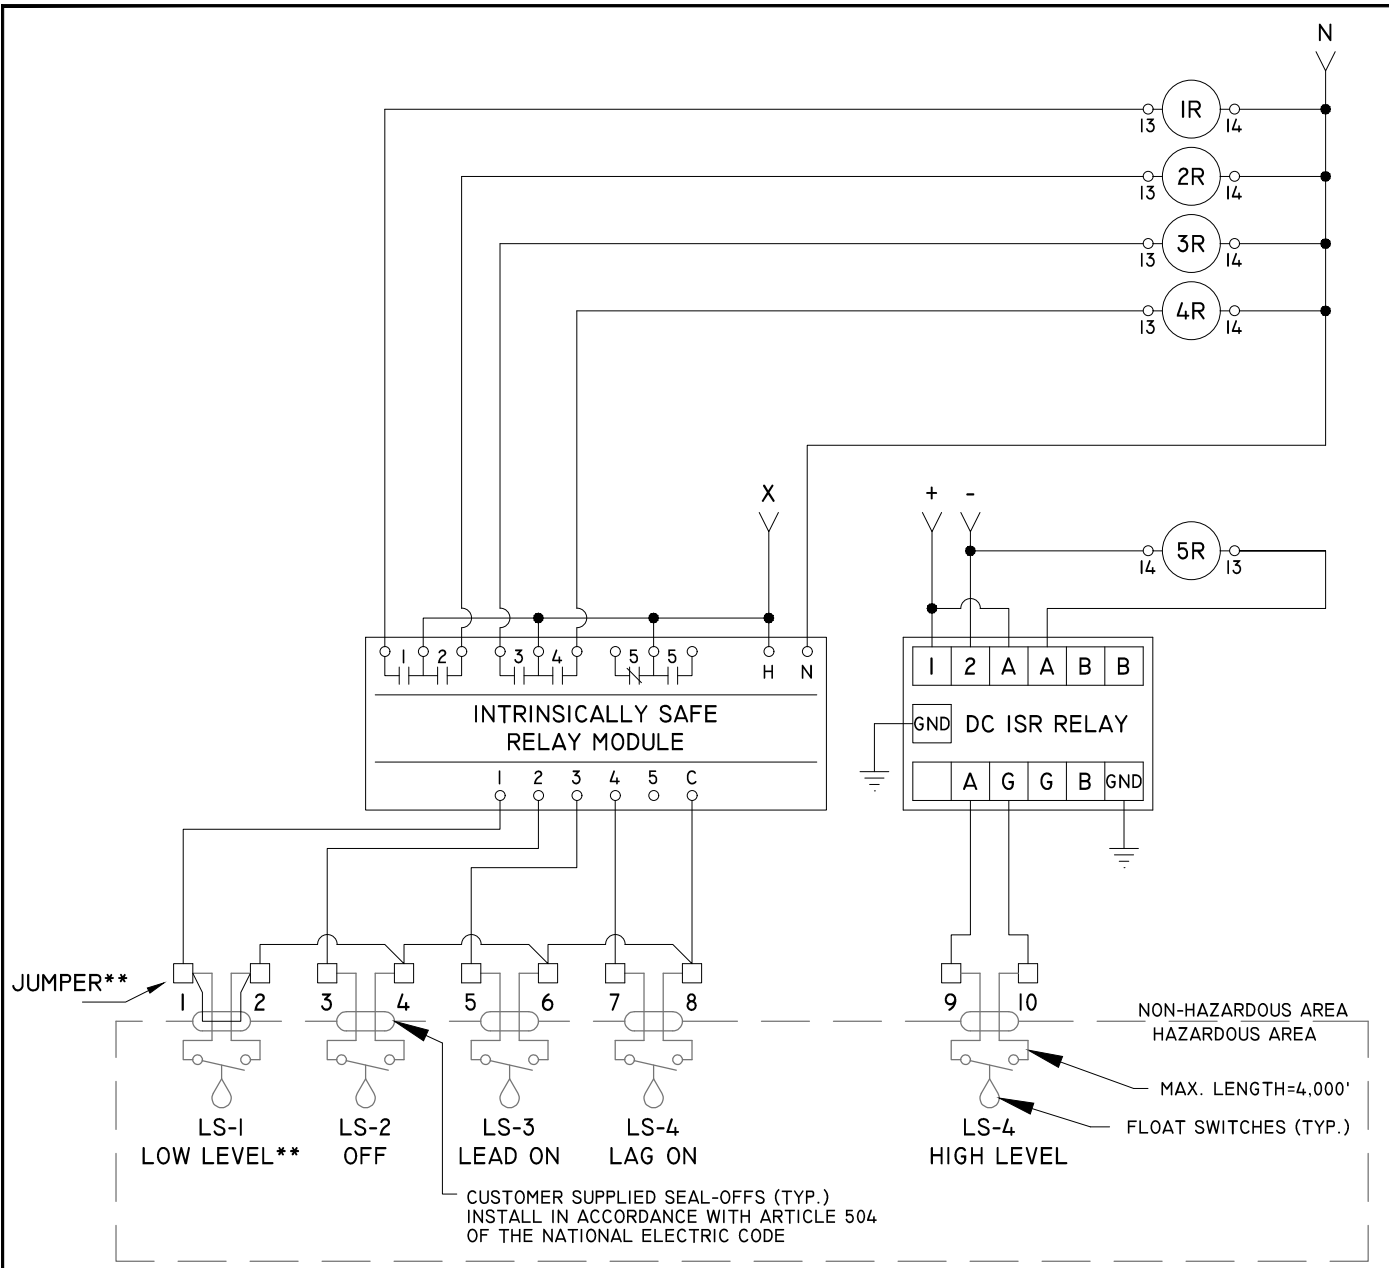 N
13 1R 14
13 2R 14
13 3R 14
13 4R 14
X
+ -
14 5R 13
1 2 3 4 5 5 H N
INTRINSICALLY SAFE
RELAY MODULE
1 2 3 4 5 C
1 2 A A B B
GND DC ISR RELAY
A G G B GND
JUMPER**
1 2 3 4 5 6 7 8 9 10
NON-HAZARDOUS AREA
HAZARDOUS AREA
MAX. LENGTH=4,000'
FLOAT SWITCHES (TYP.)
LS-1
LOW LEVEL**
LS-2
OFF
LS-3
LEAD ON
LS-4
LAG ON
LS-4
HIGH LEVEL
CUSTOMER SUPPLIED SEAL-OFFS (TYP.)
INSTALL IN ACCORDANCE WITH ARTICLE 504
OF THE NATIONAL ELECTRIC CODE